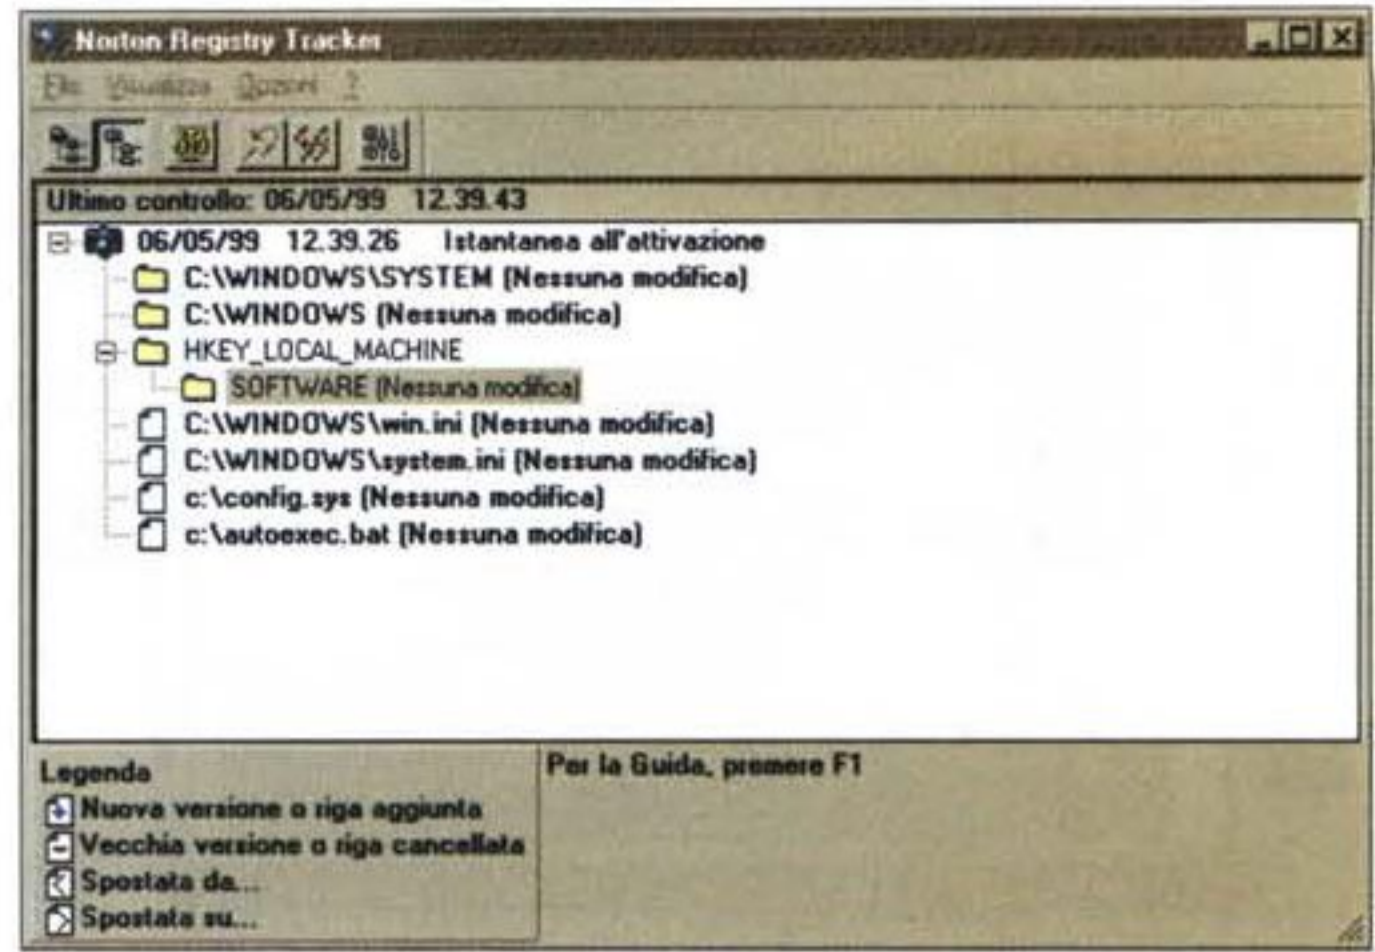 Norton Registry Tracker
File Visualizza Opzioni ?
Ultimo controllo: 06/05/99 12.39.43
06/05/99 12.39.26 Istantanea all'attivazione
C:\WINDOWS\SYSTEM (Nessuna modifica)
C:\WINDOWS (Nessuna modifica)
HKEY_LOCAL_MACHINE
SOFTWARE (Nessuna modifica)
C:\WINDOWS\win.ini (Nessuna modifica)
C:\WINDOWS\system.ini (Nessuna modifica)
c:\config.sys (Nessuna modifica)
c:\autoexec.bat (Nessuna modifica)
Legenda
Nuova versione o riga aggiunta
Vecchia versione o riga cancellata
Spostata da...
Spostata su...
Per la Guida, premere F1